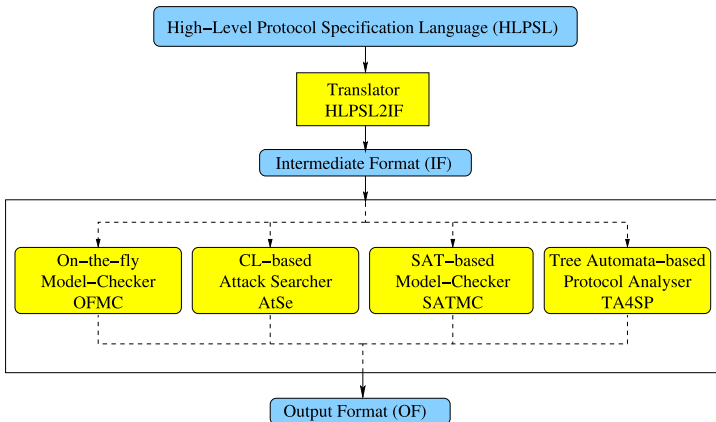 High−Level Protocol Specification Language (HLPSL)
Translator
HLPSL2IF
Intermediate Format (IF)
On−the−fly
Model−Checker
OFMC
CL−based
Attack Searcher
AtSe
SAT−based
Model−Checker
SATMC
Tree Automata−based
Protocol Analyser
TA4SP
Output Format (OF)